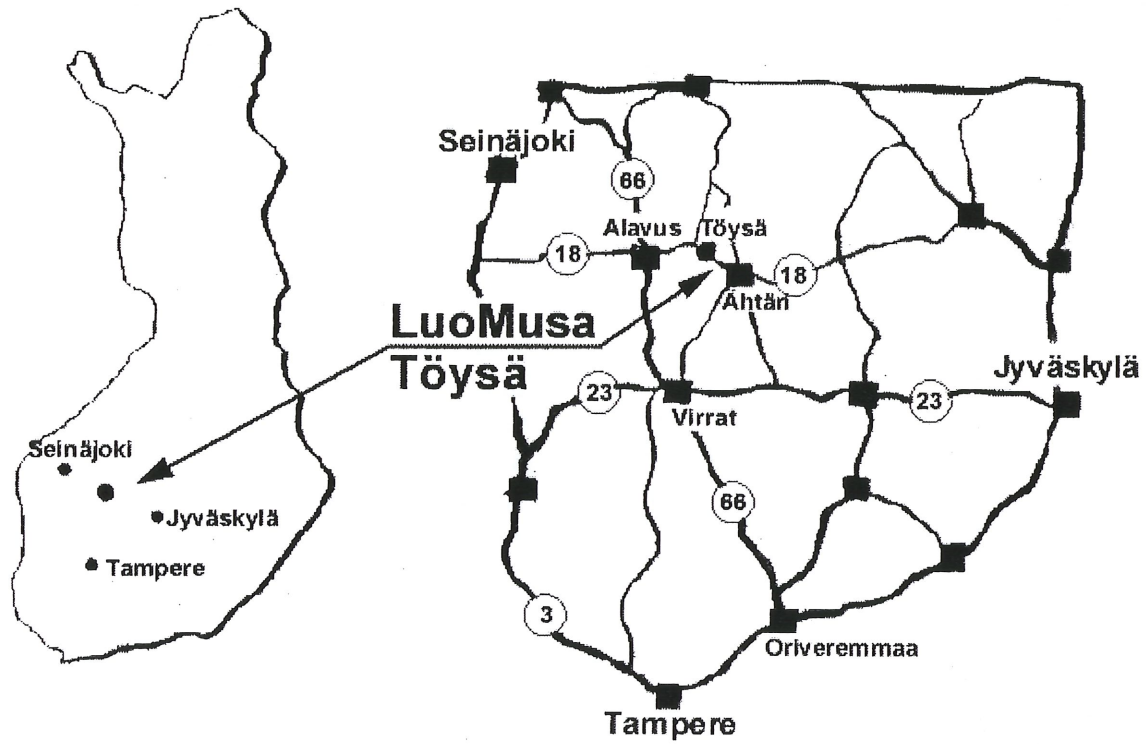 Seinäjoki
66
Alavus
Töysä
18
18
Ähtäri
LuoMusa
Töysä
Jyväskylä
23
23
Virrat
Seinäjoki
66
Jyväskylä
Tampere
3
Oriveremmaa
Tampere